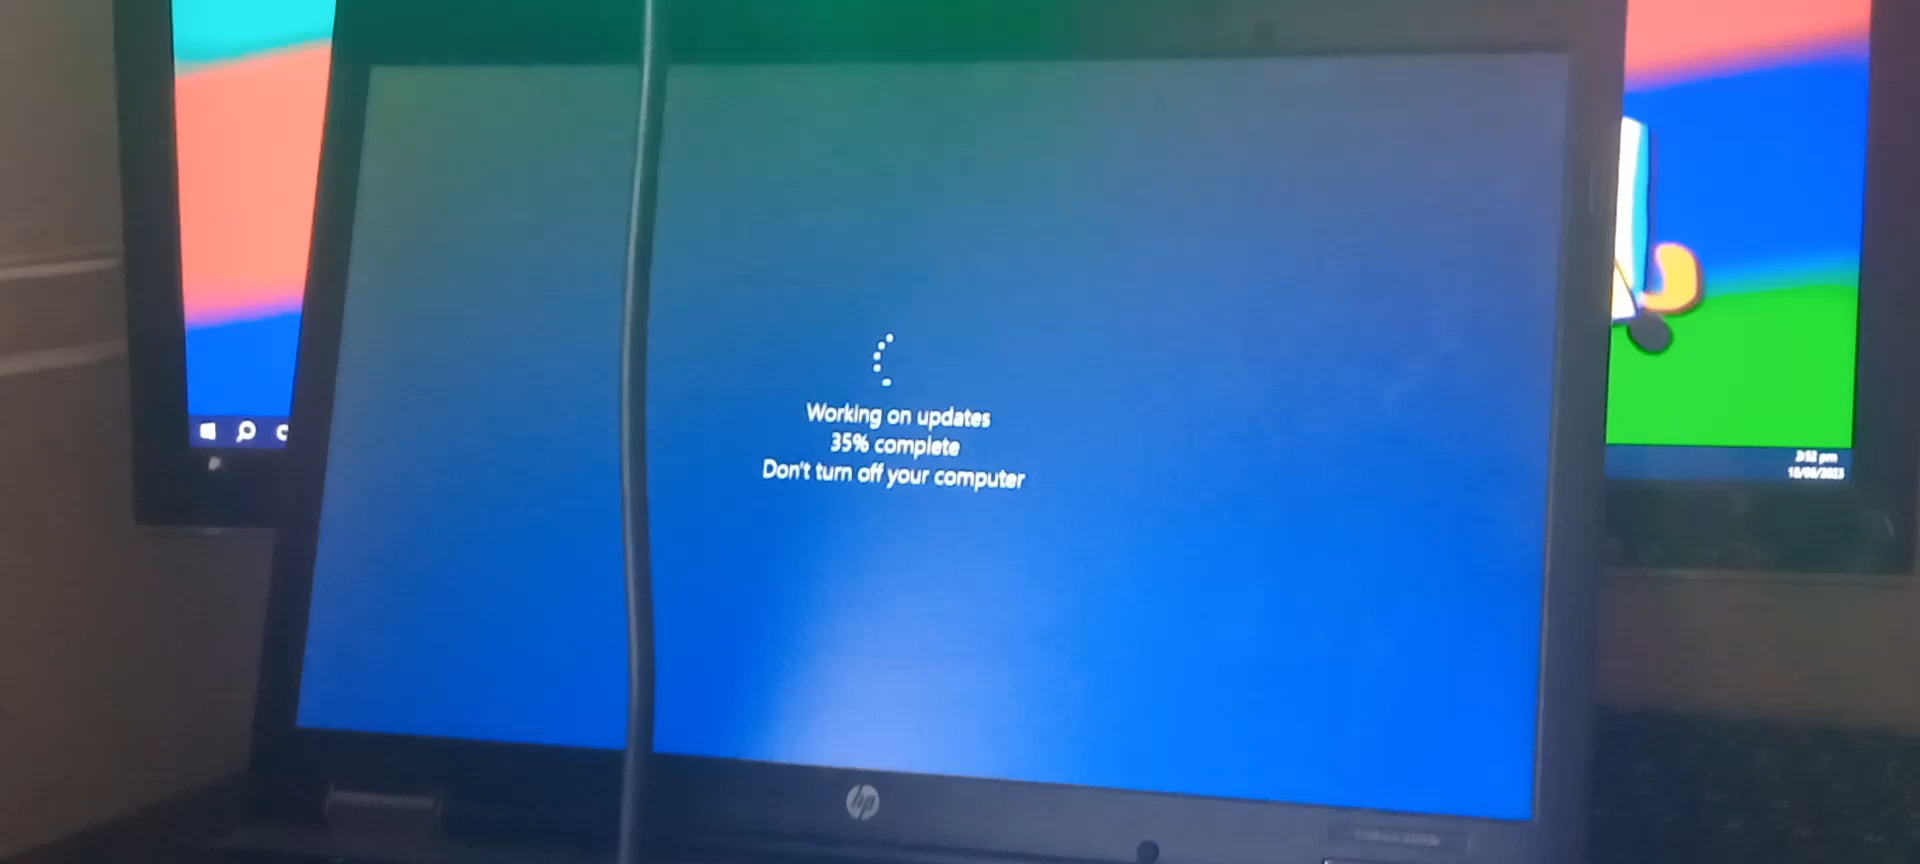 Working on updates
35% complete
Don't turn off your computer
hp